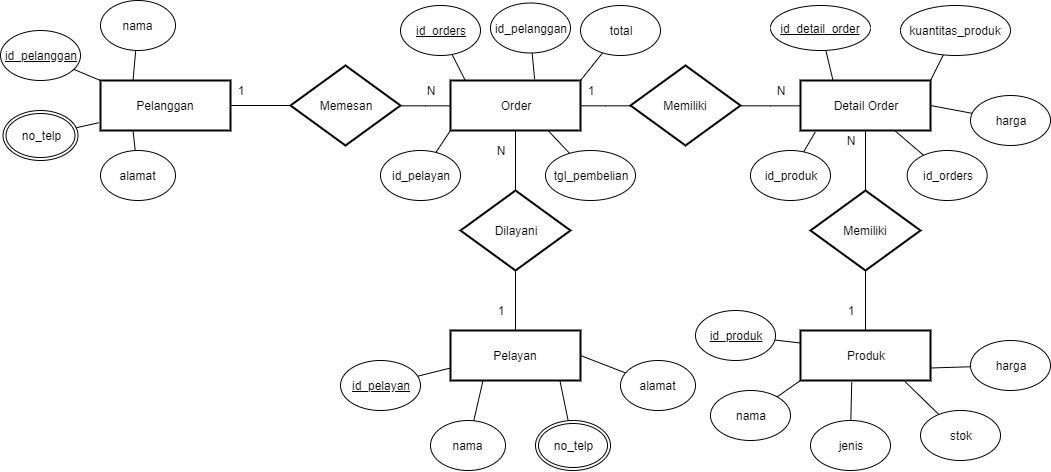 nama
id_orders
id_pelanggan
total
id_detail_order
kuantitas_produk
id_pelanggan
1
N
1
N
Pelanggan
Memesan
Order
Memiliki
Detail Order
harga
no_telp
N
N
alamat
id_pelayan
tgl_pembelian
id_produk
id_orders
Dilayani
Memiliki
1
1
id_produk
Pelayan
Produk
harga
id_pelayan
alamat
nama
stok
nama
no_telp
jenis